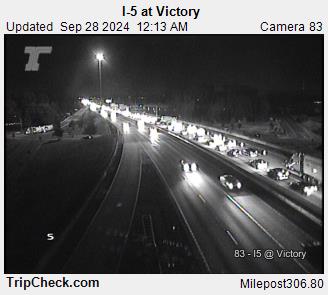 I-5 at Victory
Updated Sep 28 2024 12:13 AM Camera 83
T
S
83 - I5 @ Victory
TripCheck.com Milepost306.80